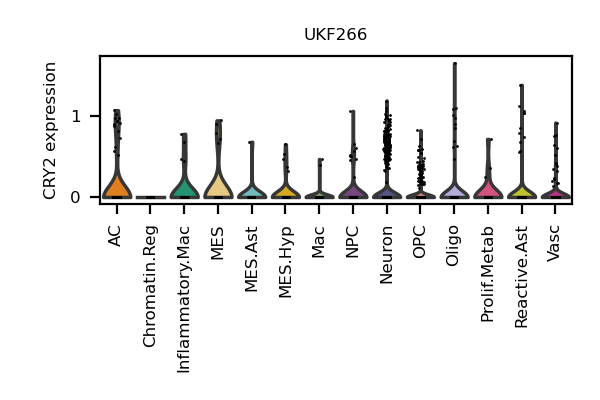 UKF266
CRY2 expression
1
0
AC
Chromatin.Reg
Inflammatory.Mac
MES
MES.Ast
MES.Hyp
Mac
NPC
Neuron
OPC
Oligo
Prolif.Metab
Reactive.Ast
Vasc